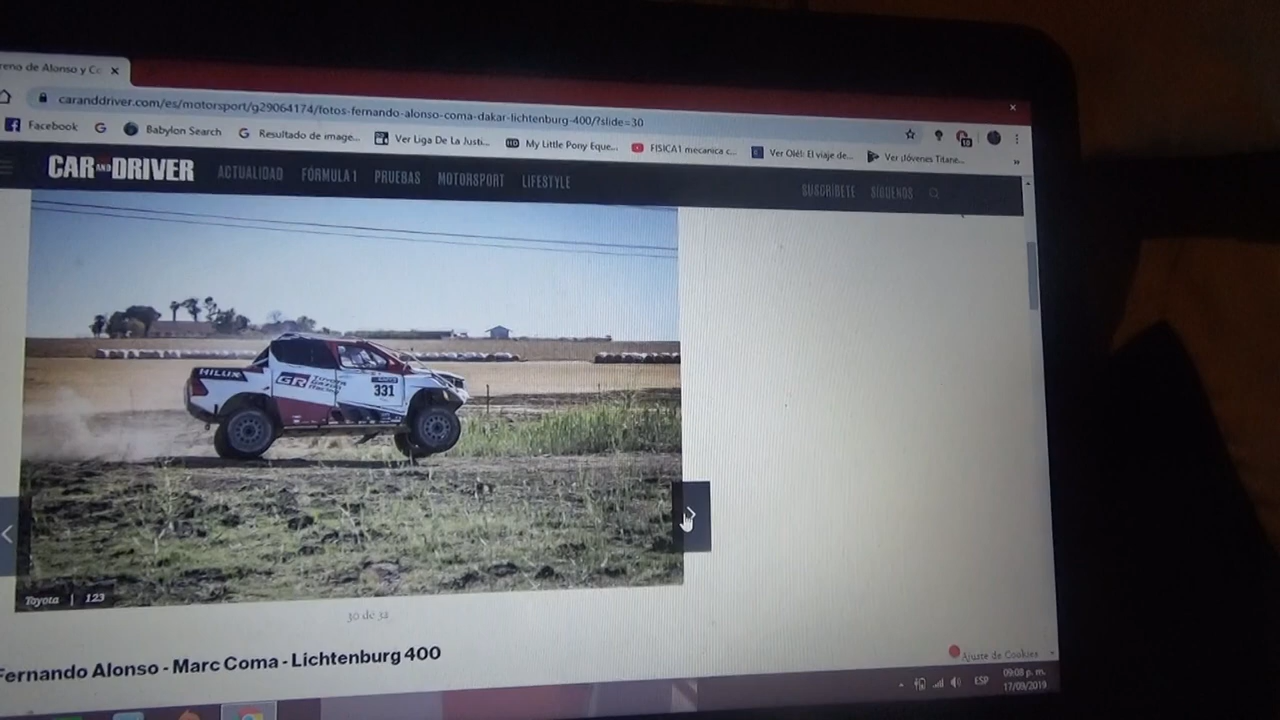 reno de Alonso y Co
caranddriver.com/es/motorsport/g29064174/fotos-fernando-alonso-coma-dakar-lichtenburg-400/?slide=30
Facebook Babylon Search Resultado de image... Ver Liga De La Justi... My Little Pony Eque... FISICA1 mecanica c... Ver Olé!: El viaje de... Ver ¡Jóvenes Titane...
CAR AND DRIVER ACTUALIDAD FÓRMULA 1 PRUEBAS MOTORSPORT LIFESTYLE SUSCRÍBETE SÍGUENOS
HILUX
GR TOYOTA GAZOO Racing
331
Toyota | 123
30 de 32
Fernando Alonso - Marc Coma - Lichtenburg 400
Ajuste de Cookies
ESP
09:08 p. m.
17/09/2019